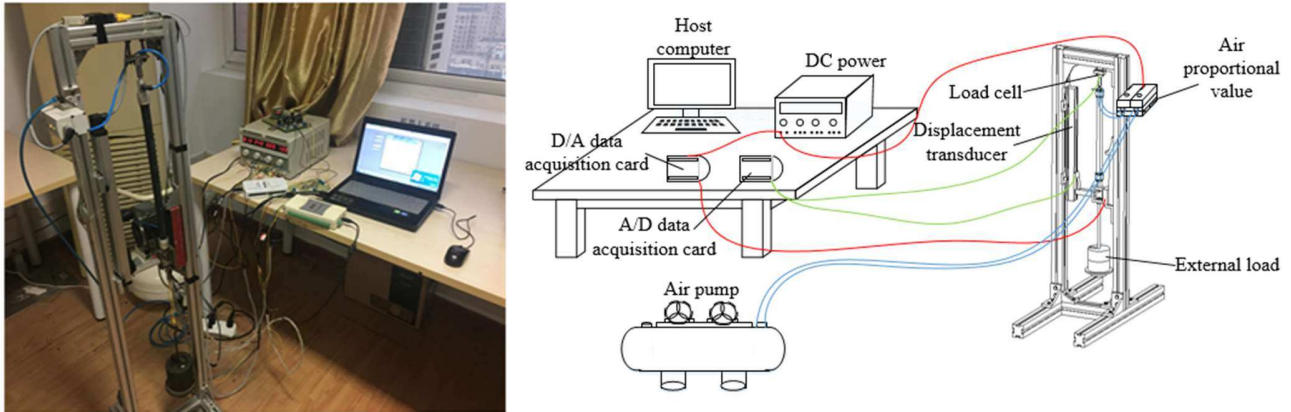 Host
computer
DC power
Air
proportional
value
Load cell
Displacement
transducer
D/A data
acquisition card
A/D data
acquisition card
External load
Air pump